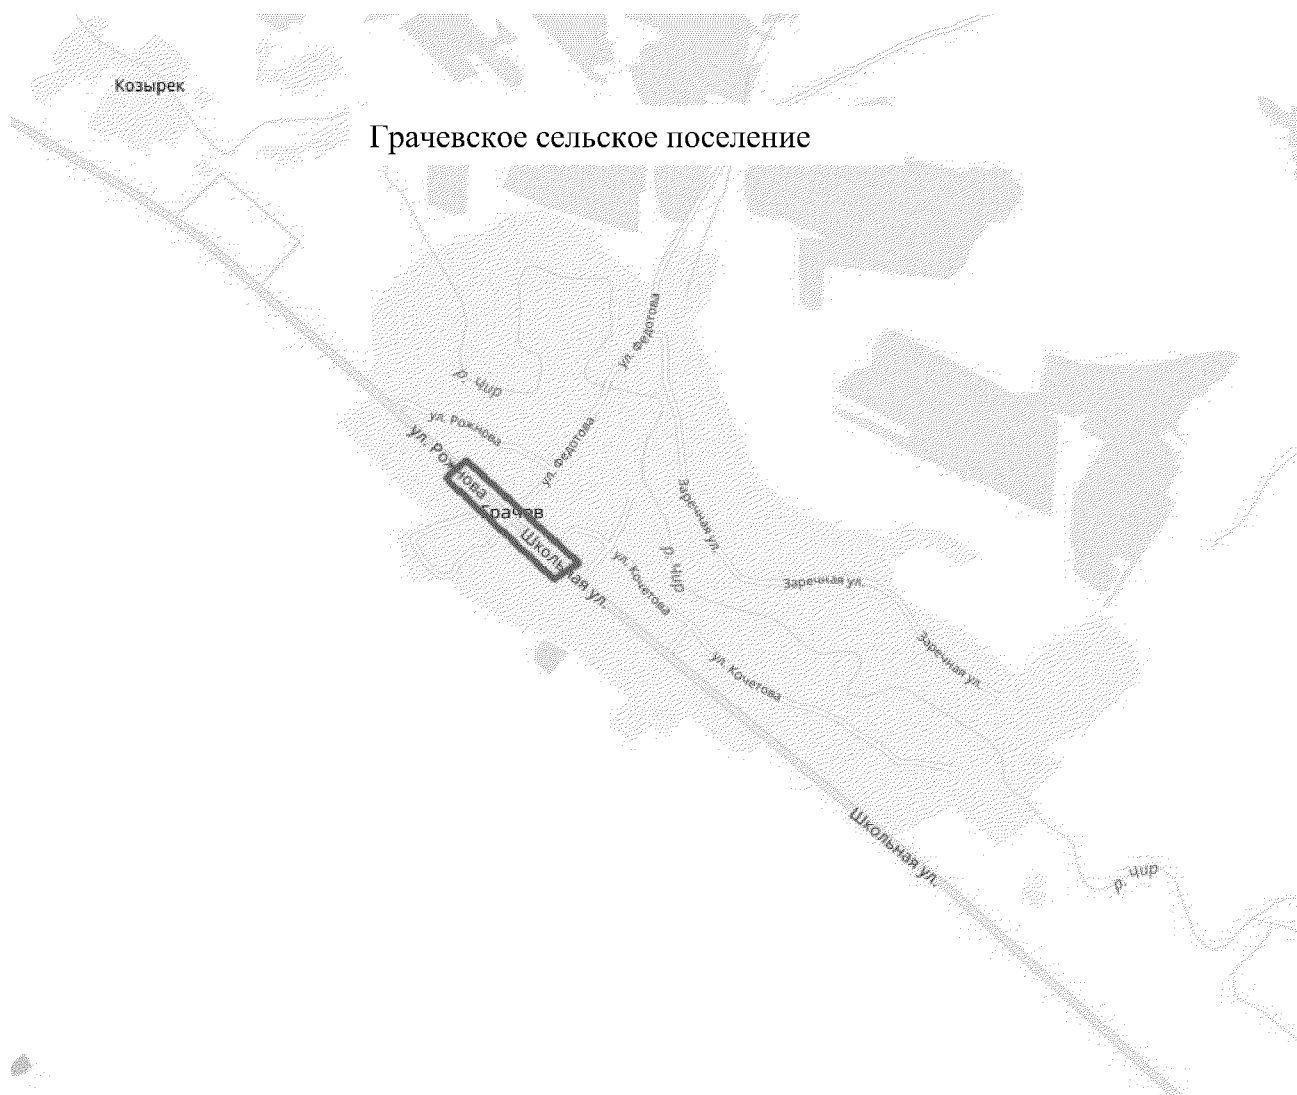 Козырек
Грачевское сельское поселение
ул. Федотова
р. Чир
ул. Рожнова
ул. Рожнова
ул. Федотова
Грачев
Заречная ул.
Школьная ул.
ул. Кочетова
р. Чир
Заречная ул.
Заречная ул.
ул. Кочетова
Школьная ул.
р. Чир